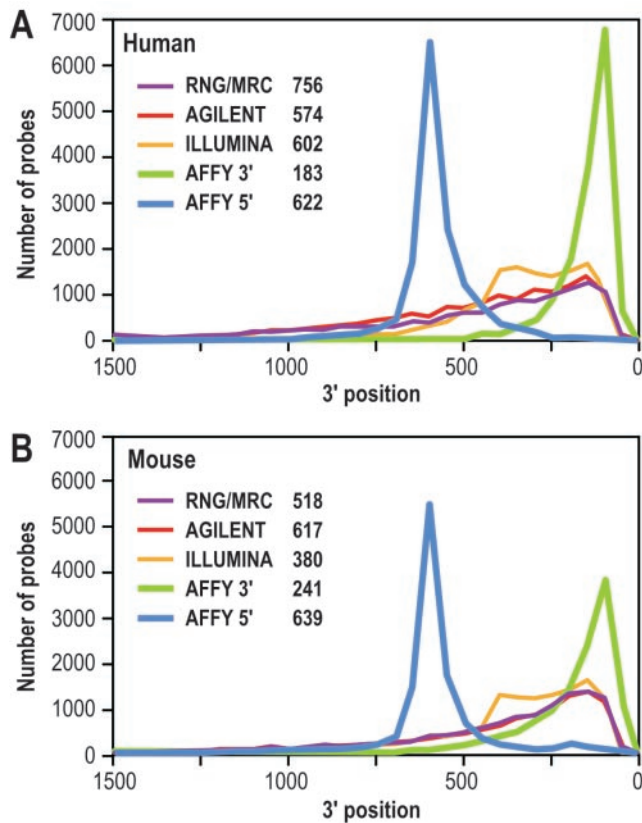 A
Human
RNG/MRC 756
AGILENT 574
ILLUMINA 602
AFFY 3' 183
AFFY 5' 622
Number of probes
7000
6000
5000
4000
3000
2000
1000
0
1500 1000 500 0
3' position
B
Mouse
RNG/MRC 518
AGILENT 617
ILLUMINA 380
AFFY 3' 241
AFFY 5' 639
Number of probes
7000
6000
5000
4000
3000
2000
1000
0
1500 1000 500 0
3' position